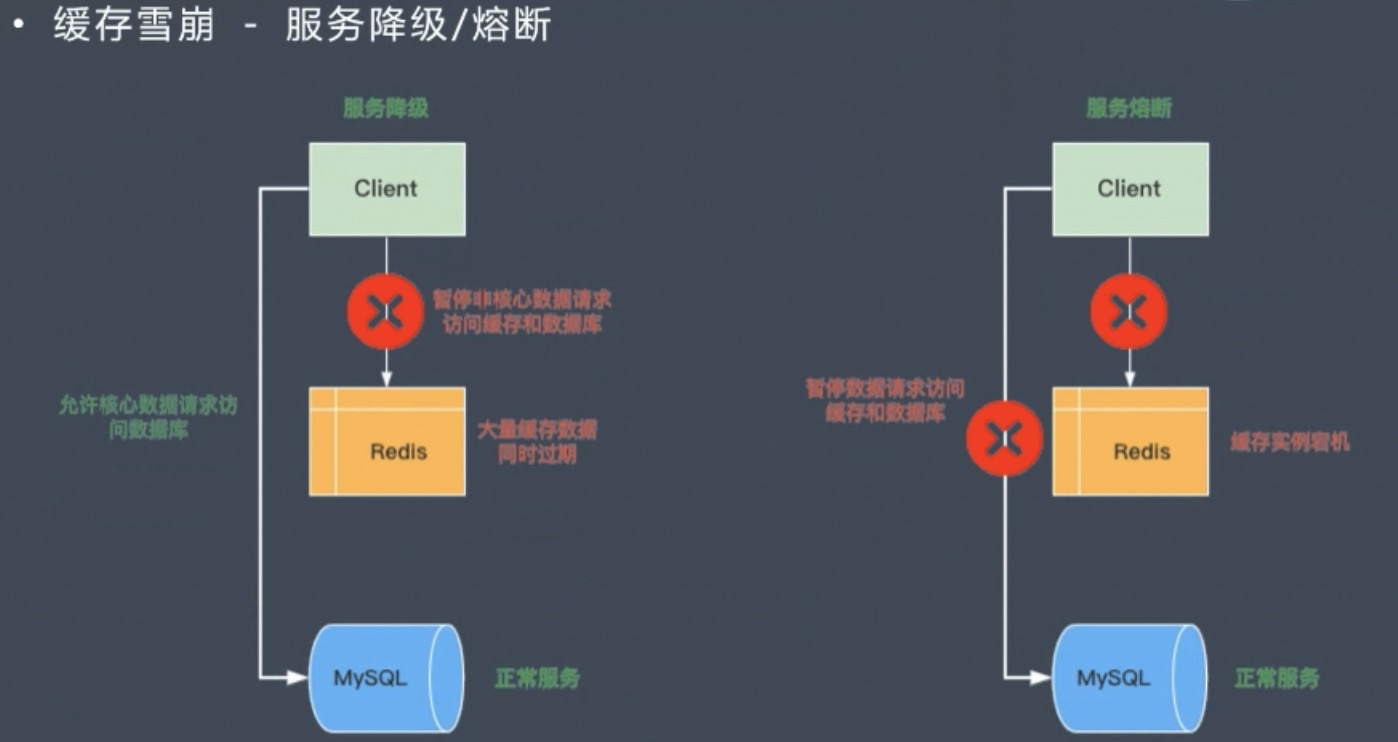 • 缓存雪崩 - 服务降级/熔断
服务降级
Client
暂停非核心数据请求
访问缓存和数据库
允许核心数据请求访
问数据库
Redis
大量缓存数据
同时过期
MySQL
正常服务
服务熔断
Client
暂停数据请求访问
缓存和数据库
Redis
缓存实例宕机
MySQL
正常服务